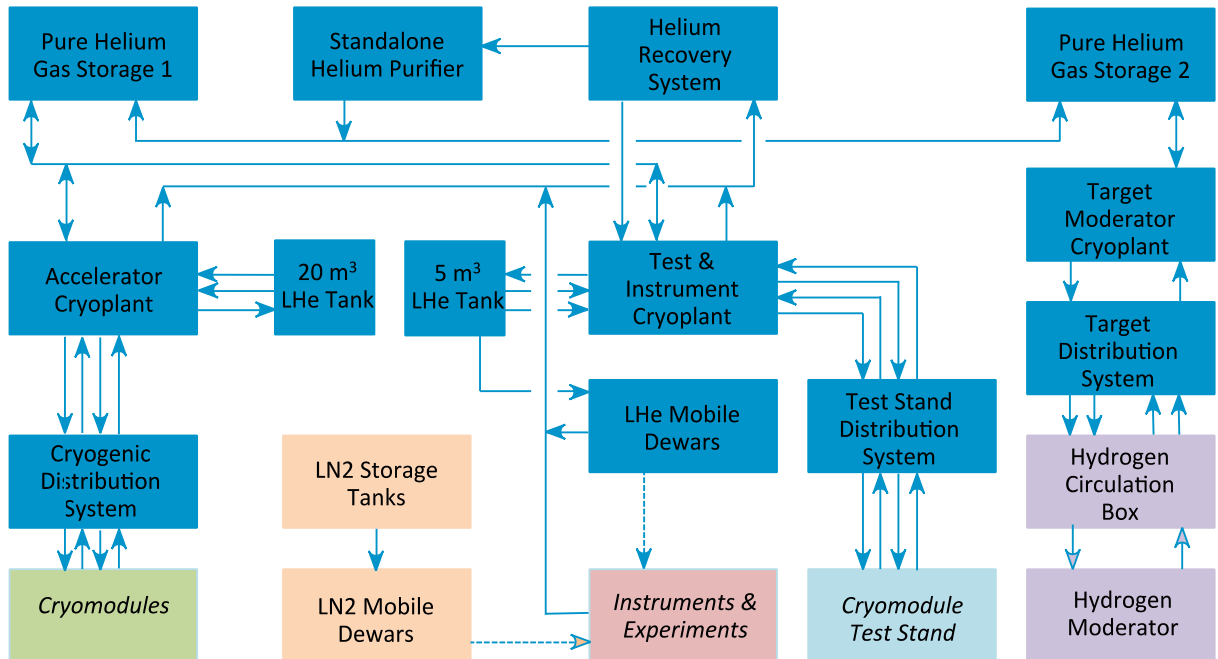 Pure Helium
Gas Storage 1
Standalone
Helium Purifier
Helium
Recovery
System
Pure Helium
Gas Storage 2
Target
Moderator
Cryoplant
Accelerator
Cryoplant
20 m³
LHe Tank
5 m³
LHe Tank
Test &
Instrument
Cryoplant
Target
Distribution
System
LHe Mobile
Dewars
Test Stand
Distribution
System
Cryogenic
Distribution
System
LN2 Storage
Tanks
Hydrogen
Circulation
Box
Cryomodules
LN2 Mobile
Dewars
Instruments &
Experiments
Cryomodule
Test Stand
Hydrogen
Moderator